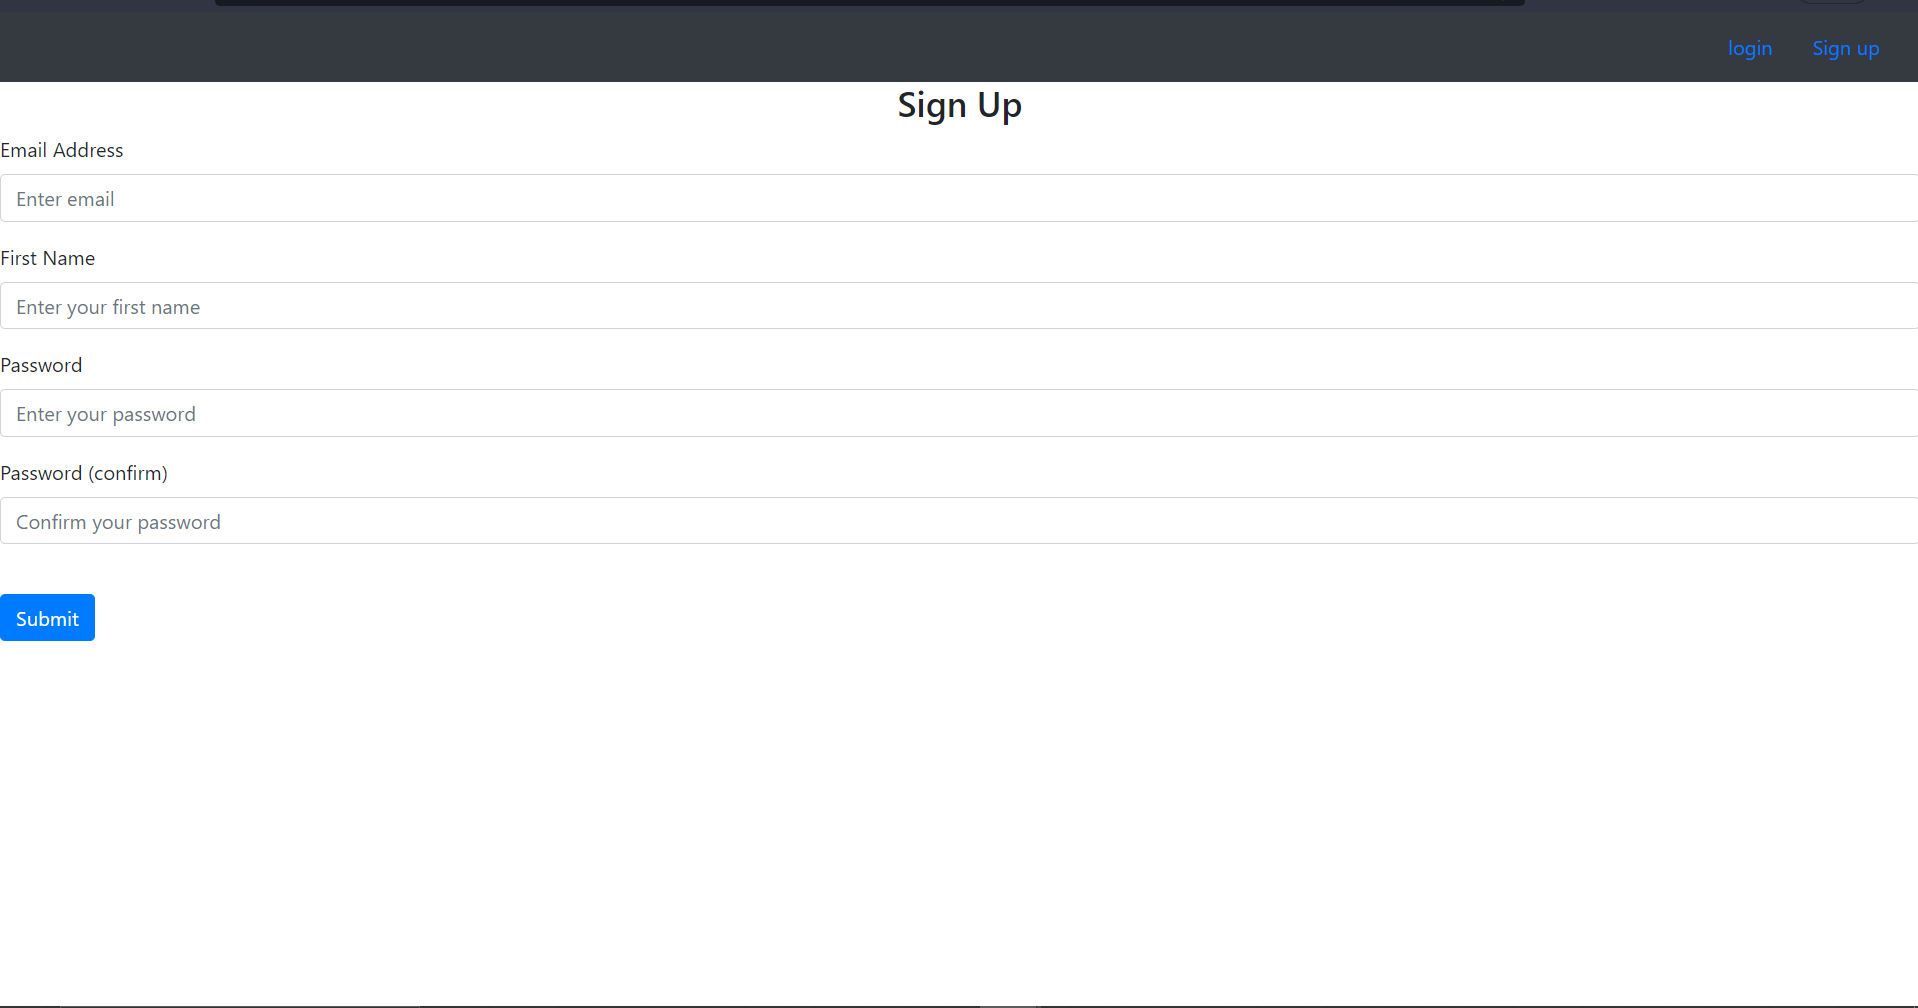 login Sign up
Sign Up
Email Address
Enter email
First Name
Enter your first name
Password
Enter your password
Password (confirm)
Confirm your password
Submit